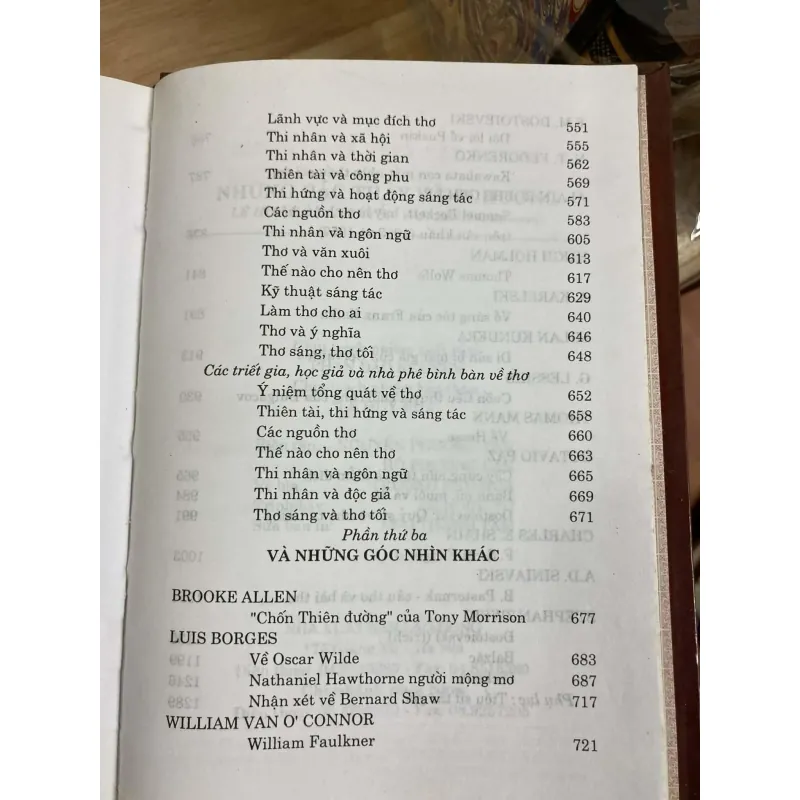 Lãnh vực và mục đích thơ 551
Thi nhân và xã hội 555
Thi nhân và thời gian 562
Thiên tài và công phu 569
Thi hứng và hoạt động sáng tác 571
Các nguồn thơ 583
Thi nhân và ngôn ngữ 605
Thơ và văn xuôi 613
Thế nào cho nên thơ 617
Kỹ thuật sáng tác 629
Làm thơ cho ai 640
Thơ và ý nghĩa 646
Thơ sáng, thơ tối 648
Các triết gia, học giả và nhà phê bình bàn về thơ
Ý niệm tổng quát về thơ 652
Thiên tài, thi hứng và sáng tác 658
Các nguồn thơ 660
Thế nào cho nên thơ 663
Thi nhân và ngôn ngữ 665
Thi nhân và độc giả 669
Thơ sáng và thơ tối 671
Phần thứ ba
VÀ NHỮNG GÓC NHÌN KHÁC
BROOKE ALLEN
"Chốn Thiên đường" của Tony Morrison 677
LUIS BORGES
Về Oscar Wilde 683
Nathaniel Hawthorne người mộng mơ 687
Nhận xét về Bernard Shaw 717
WILLIAM VAN O' CONNOR
William Faulkner 721